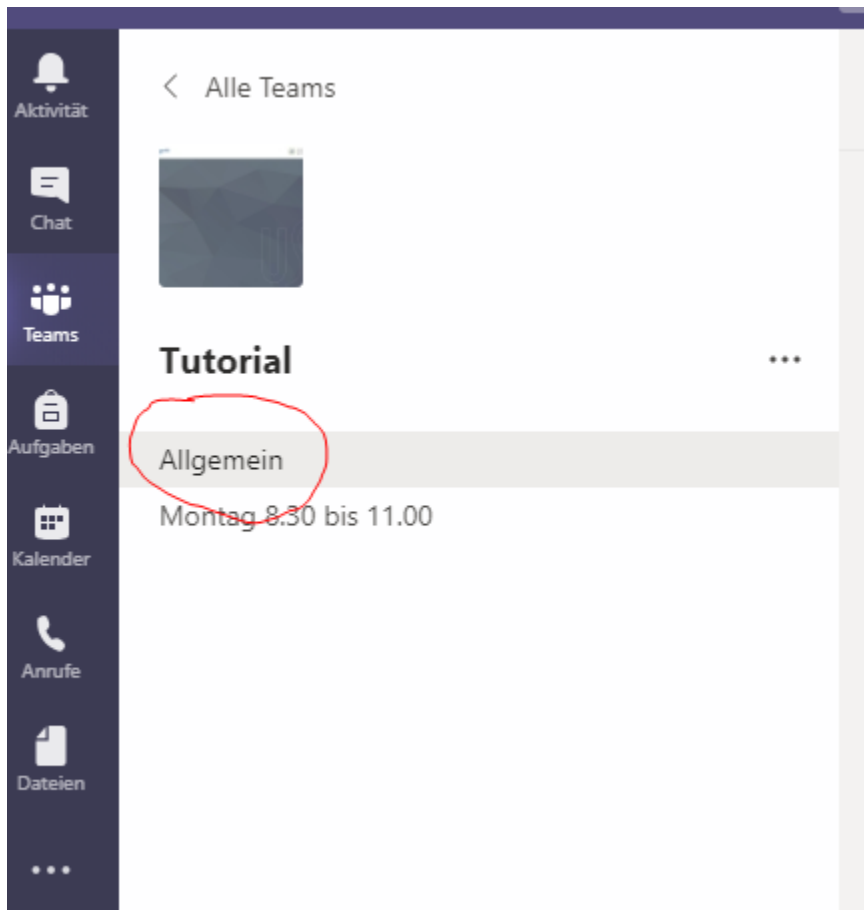 Aktivität
Chat
Teams
Aufgaben
Kalender
Anrufe
Dateien
Alle Teams
Tutorial
Allgemein
Montag 8.30 bis 11.00